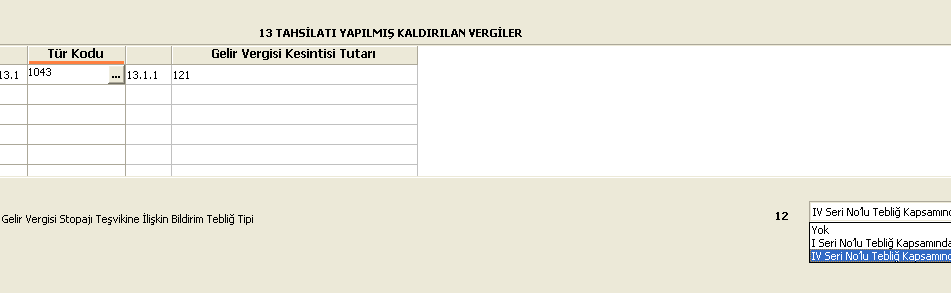 13 TAHSİLATI YAPILMIŞ KALDIRILAN VERGİLER
Tür Kodu Gelir Vergisi Kesintisi Tutarı
13.1 1043 ... 13.1.1 121
Gelir Vergisi Stopajı Teşvikine İlişkin Bildirim Tebliğ Tipi 12 IV Seri No'lu Tebliğ Kapsamınd
Yok
I Seri No'lu Tebliğ Kapsamında
IV Seri No'lu Tebliğ Kapsamınd